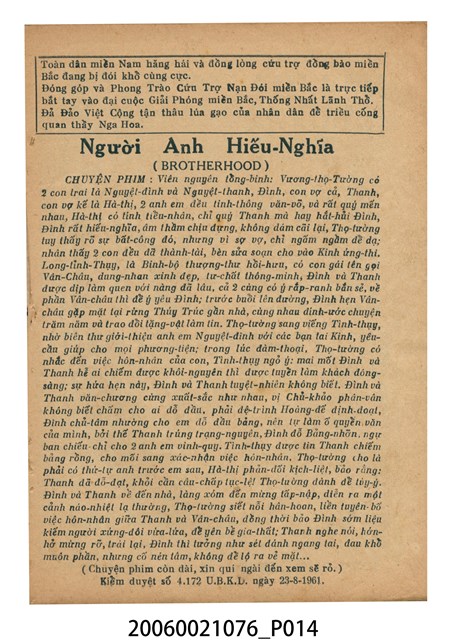 Toàn dân miền Nam hăng hái và đồng lòng cứu trợ đồng bào miền
Bắc đang bị đói khổ cùng cực.
Đóng góp và Phong Trào Cứu Trợ Nạn Đói miền Bắc là trực tiếp
bắt tay vào đại cuộc Giải Phóng miền Bắc, Thống Nhất Lãnh Thổ.
Đả Đảo Việt Cộng tận thâu lúa gạo của nhân dân để triều cống
quan thầy Nga Hoa.
Người Anh Hiếu-Nghĩa
( BROTHERHOOD )
CHUYỆN PHIM : Viên nguyên tổng-binh: Vương-thọ-Tường có
2 con trai là Nguyệt-đình và Nguyệt-thanh, Đình, con vợ cả, Thanh,
con vợ kế là Hà-thị, 2 anh em đều tinh-thông văn-võ, và rất quý mến
nhau, Hà-thị có tính tiểu-nhân, chỉ quý Thanh mà hay hắt-hủi Đình,
Đình rất hiếu-nghĩa, âm thầm chịu đựng, không dám cãi lại, Thọ-tường
tuy thấy rõ sự bất-công đó, nhưng vì sợ vợ, chỉ ngấm ngầm để dạ;
nhân thấy 2 con đều đã thành-tài, bèn sửa soạn cho vào Kinh ứng-thi.
Long-tỉnh-Thụy, là Binh-bộ thượng-thư hồi-hưu, có con gái tên gọi
Vân-Châu, dung-nhan xinh đẹp, tư-chất thông-minh, Đình và Thanh
được dịp làm quen với nàng đã lâu, cả 2 cùng có ý rắp-ranh bắn sẻ, về
phần Vân-châu thì để ý yêu Đình; trước buổi lên đường, Đình hẹn Vân-
châu gặp mặt tại rừng Thủy Trúc gần nhà, cùng nhau đính-ước chuyện
trăm năm và trao đổi tặng-vật làm tin. Thọ-tường sang viếng Tỉnh-thụy,
nhờ biên thư giới-thiệu anh em Nguyệt-đình với các bạn tai Kinh, yêu-
cầu giúp cho mọi phương-tiện; trong lúc đàm-thoại, Thọ-tường có
nhắc đến việc hôn-nhân của con, Tỉnh-thụy ngỏ ý: mai mốt Đình và
Thanh hễ ai chiếm được khôi-nguyên thì được tuyển làm khách đông-
sàng; sự hứa hẹn này, Đình và Thanh tuyệt-nhiên không biết. Đình và
Thanh văn-chương cùng xuất-sắc như nhau, vị Chủ-khảo phân-vân
không biết chấm cho ai đỗ đầu, phải đệ-trình Hoàng-đế định-đoạt,
Đình chủ-tâm nhường cho em đỗ đầu bảng, nên tự làm ố quyển văn
của mình, bởi thế Thanh trúng trạng-nguyên, Đình đỗ Bảng-nhãn. ngự
ban chiếu-chỉ cho 2 anh em vinh-quy. Tỉnh-thụy được tin Thanh chiếm
bảng rồng, cho mối sang xác-nhận việc hôn-nhân, Thọ-tường cho là
phải có thứ-tự anh trước em sau, Hà-thị phản-đối kịch-liệt, bảo rằng;
Thanh đã đỗ-đạt, khỏi cần câu-chấp tục-lệ! Thọ-tường đành để tùy-ý.
Đình và Thanh về đến nhà, làng xóm đến mừng tấp-nập, diễn ra một
cảnh náo-nhiệt lạ thường, Thọ-tường siết nỗi hân-hoan, liền tuyên-bố
việc hôn-nhân giữa Thanh và Vân-châu, đồng thời bảo Đình sớm liệu
kiếm người xứng-đôi vừa-lứa, để yên bề gia-thất; Thanh nghe nói, hớn-
hở mừng rỡ, trái lại, Đình thì tưởng như sét đánh ngang tai, đau khổ
muôn phần, nhưng cố nén tâm, không để lộ ra vẻ mặt...
(Chuyện phim còn dài, xin quí ngài đến xem sẽ rõ.)
Kiểm duyệt số 4.172 U.B.K.D. ngày 23-8-1961.
20060021076_P014